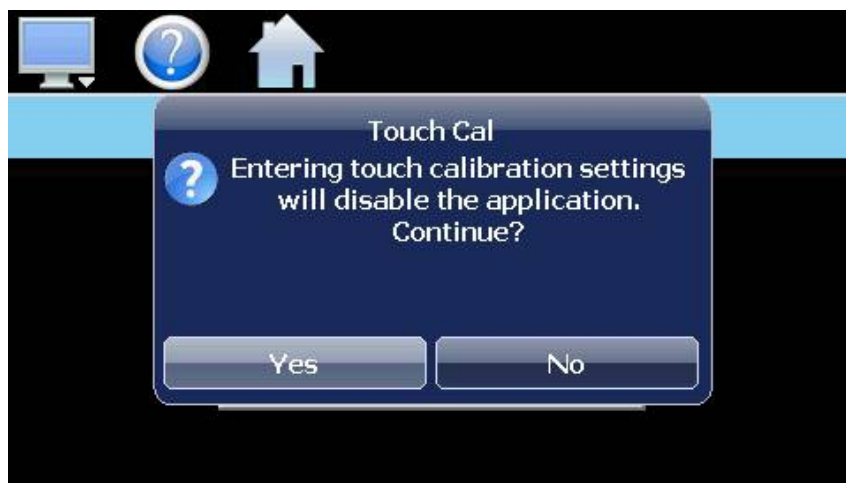 Touch Cal
Entering touch calibration settings
will disable the application.
Continue?
Yes
No